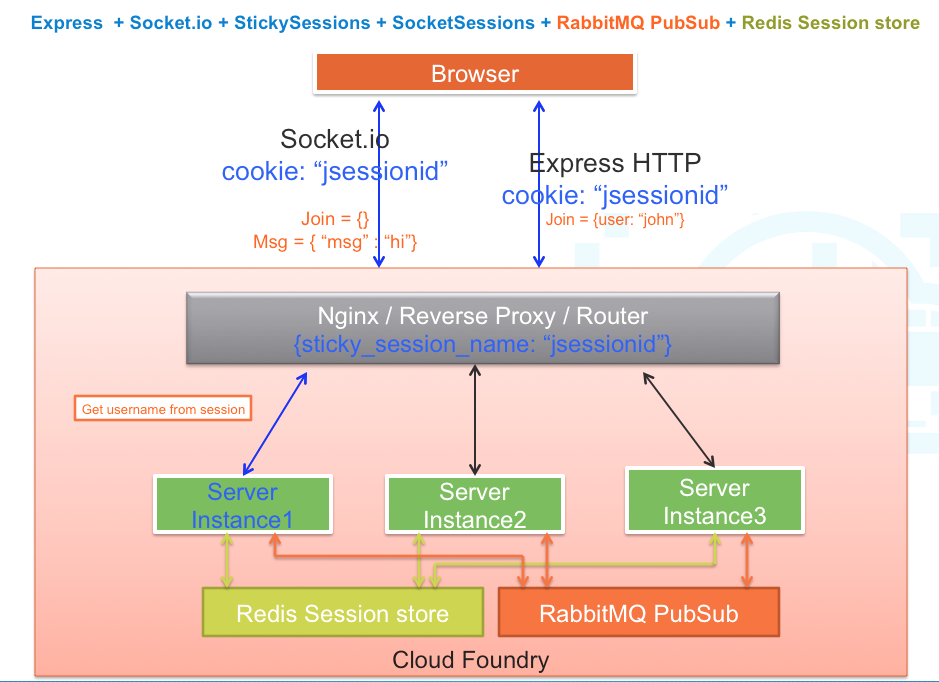 Express + Socket.io + StickySessions + SocketSessions + RabbitMQ PubSub + Redis Session store
Browser
Socket.io
cookie: “jsessionid”
Join = {}
Msg = { “msg” : “hi”}
Express HTTP
cookie: “jsessionid”
Join = {user: “john”}
Nginx / Reverse Proxy / Router
{sticky_session_name: “jsessionid”}
Get username from session
Server
Instance1
Server
Instance2
Server
Instance3
Redis Session store
RabbitMQ PubSub
Cloud Foundry